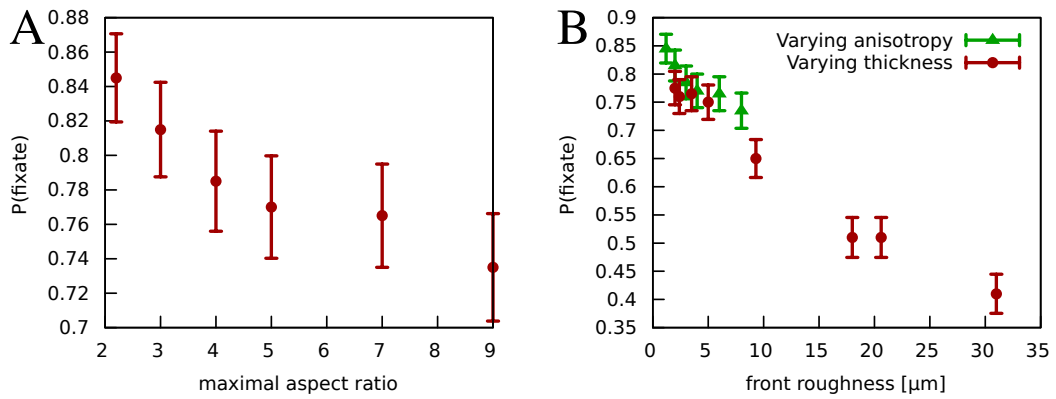 A
P(fixate)
0.88
0.86
0.84
0.82
0.8
0.78
0.76
0.74
0.72
0.7
2 3 4 5 6 7 8 9
maximal aspect ratio
B
P(fixate)
0.9
0.85
0.8
0.75
0.7
0.65
0.6
0.55
0.5
0.45
0.4
0.35
Varying anisotropy
Varying thickness
0 5 10 15 20 25 30 35
front roughness [µm]